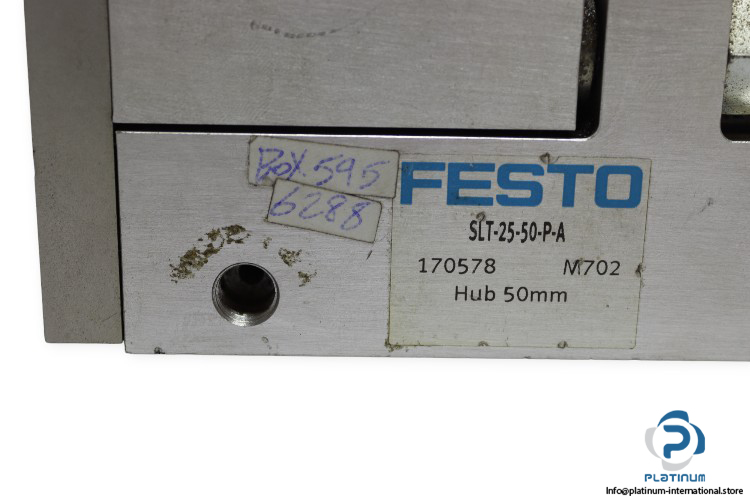 Box 595
6288
FESTO
SLT-25-50-P-A
170578 M702
Hub 50mm
PLATINUM
Info@platinum-international.store